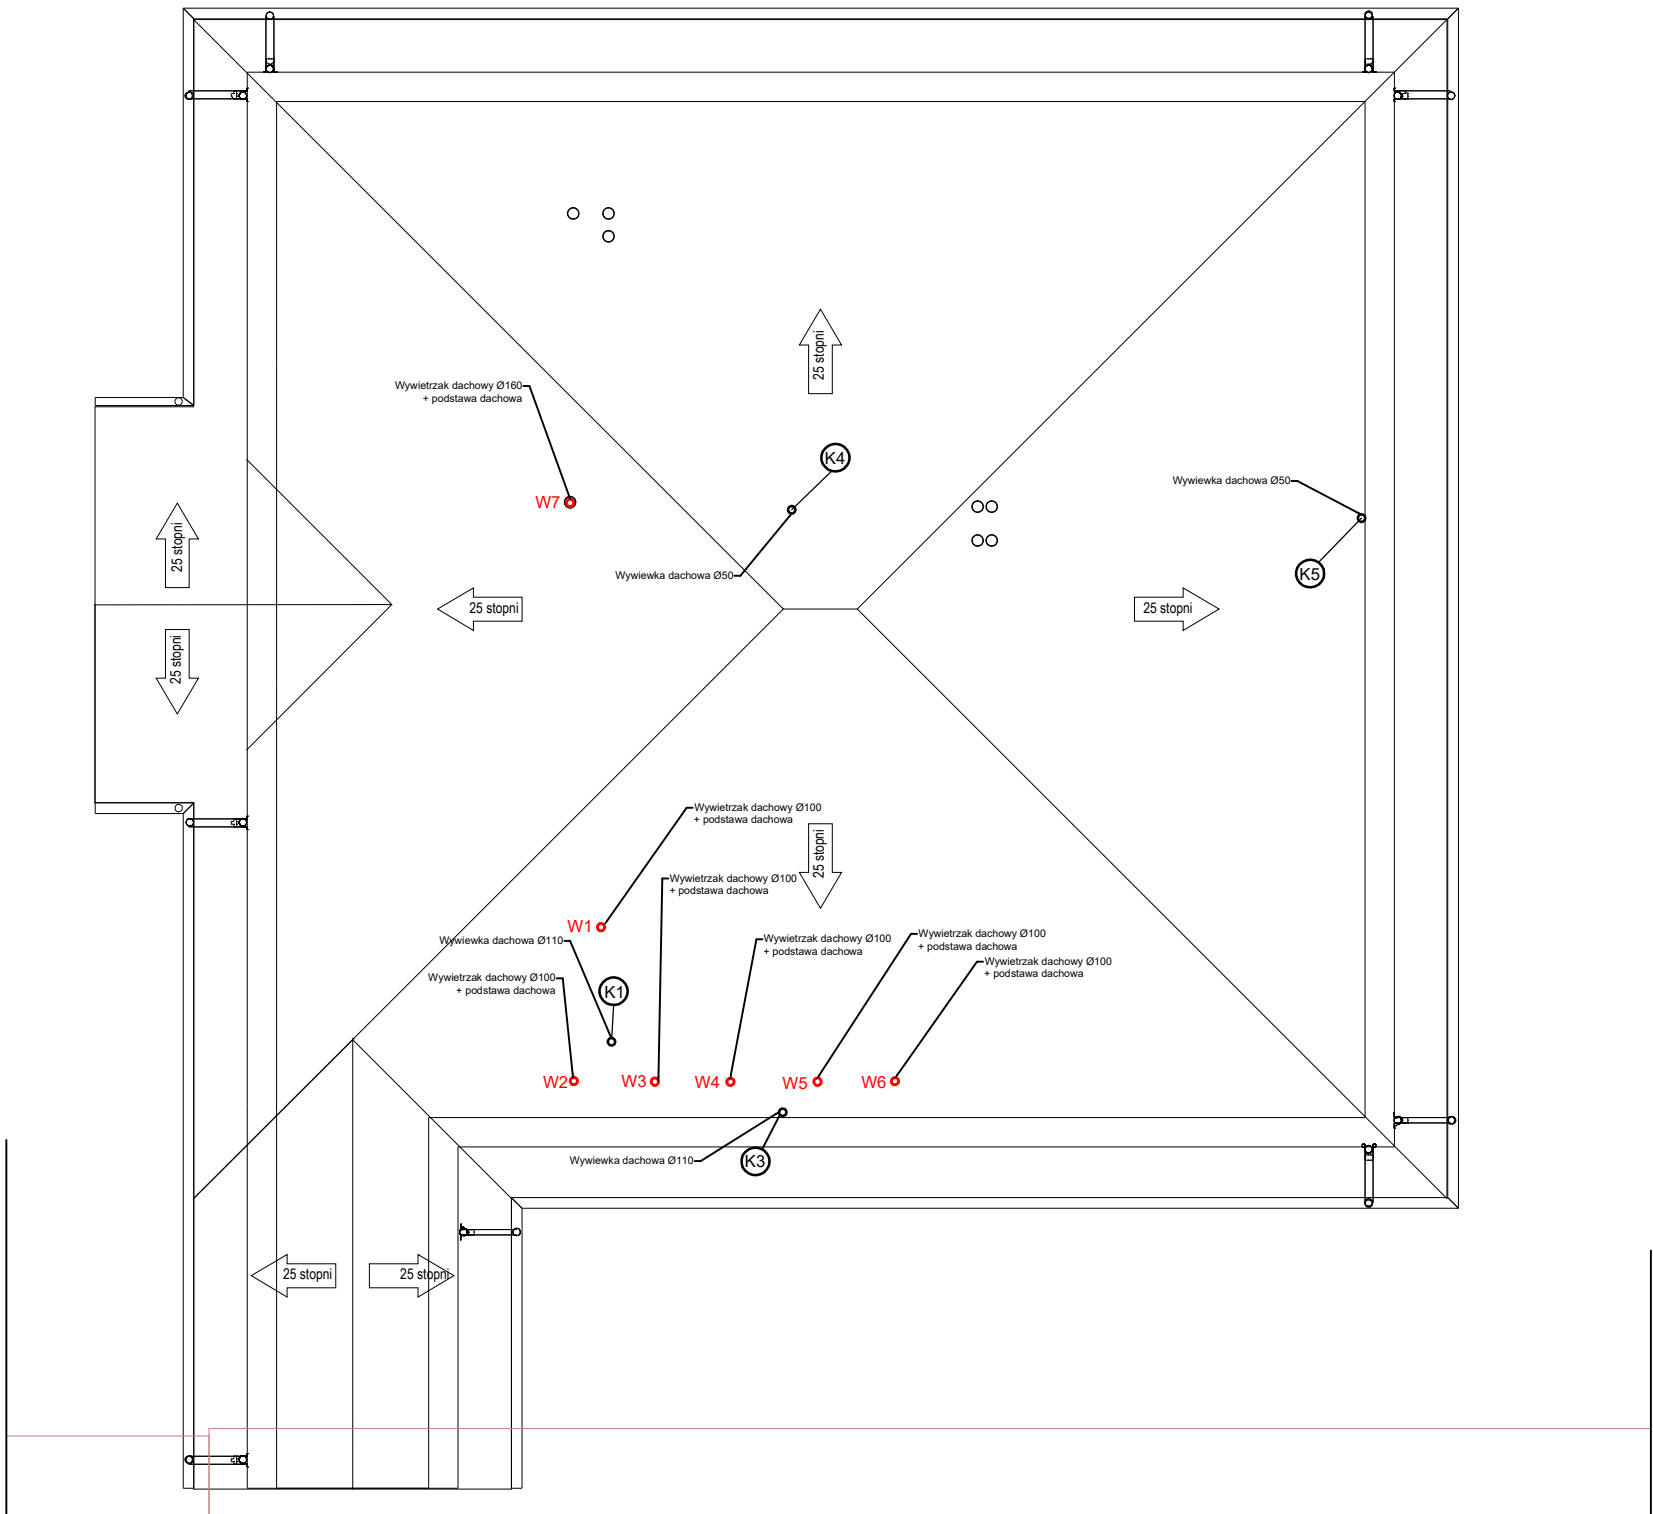 25 stopni
Wywietrzak dachowy Ø160
+ podstawa dachowa
K4
Wywiewka dachowa Ø50
W7
25 stopni
Wywiewka dachowa Ø50
K5
25 stopni
25 stopni
25 stopni
Wywietrzak dachowy Ø100
+ podstawa dachowa
25 stopni
Wywietrzak dachowy Ø100
+ podstawa dachowa
W1
Wywiewka dachowa Ø110
Wywietrzak dachowy Ø100
+ podstawa dachowa
Wywietrzak dachowy Ø100
+ podstawa dachowa
Wywietrzak dachowy Ø100
+ podstawa dachowa
Wywietrzak dachowy Ø100
+ podstawa dachowa
K1
W2
W3
W4
W5
W6
Wywiewka dachowa Ø110
K3
25 stopni
25 stopni